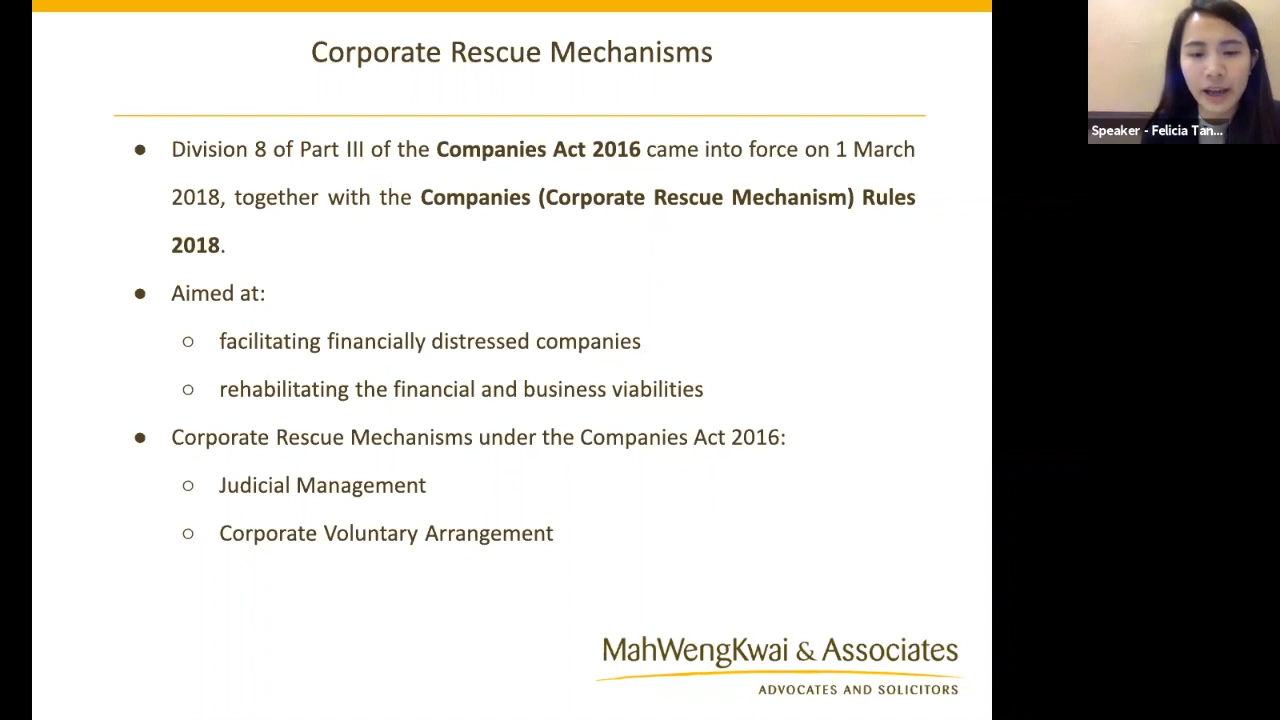 Corporate Rescue Mechanisms
Speaker - Felicia Tan...
● Division 8 of Part III of the Companies Act 2016 came into force on 1 March
2018, together with the Companies (Corporate Rescue Mechanism) Rules
2018.
● Aimed at:
○ facilitating financially distressed companies
○ rehabilitating the financial and business viabilities
● Corporate Rescue Mechanisms under the Companies Act 2016:
○ Judicial Management
○ Corporate Voluntary Arrangement
MahWengKwai & Associates
ADVOCATES AND SOLICITORS